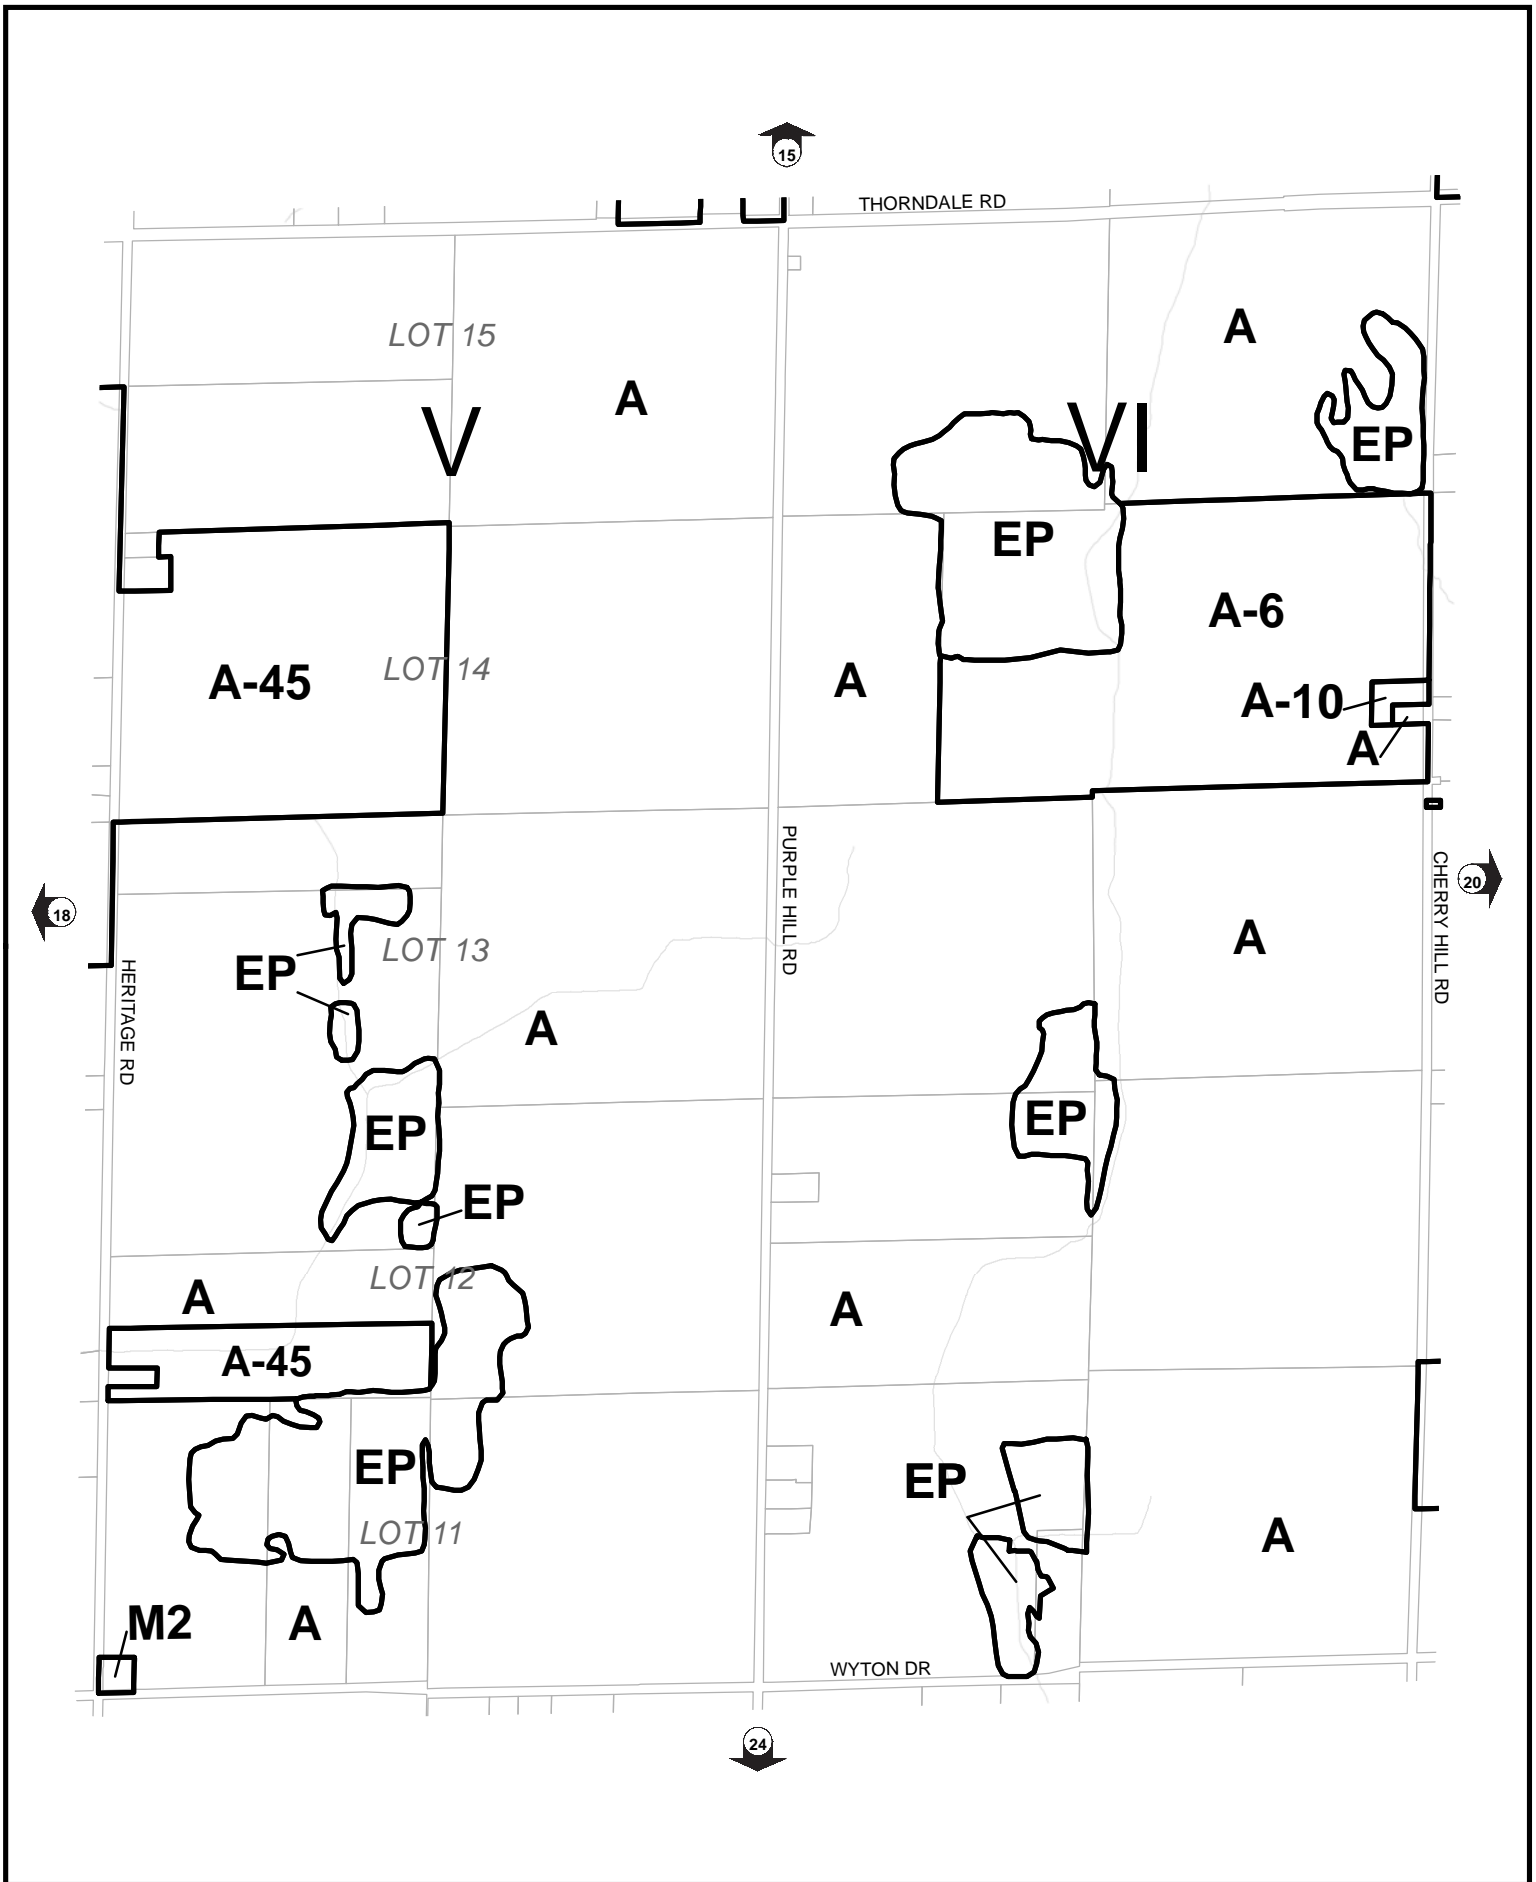 15
THORNDALE RD
LOT 15
A
A
V
VI
EP
EP
A-6
A-45
LOT 14
A
A-10
A
PURPLE HILL RD
CHERRY HILL RD
20
18
HERITAGE RD
LOT 13
EP
A
A
EP
EP
EP
LOT 12
A
A
A-45
EP
EP
LOT 11
A
M2
A
WYTON DR
24